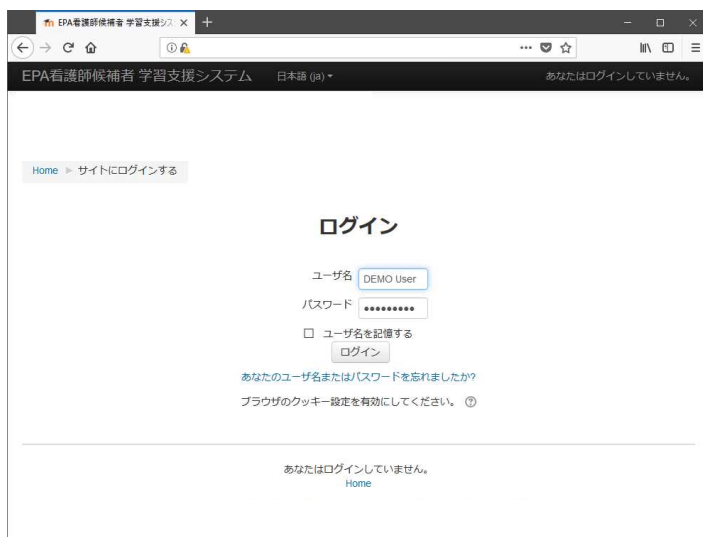 EPA看護師候補者 学習支援シス
EPA看護師候補者 学習支援システム 日本語 (ja) あなたはログインしていません。
Home ► サイトにログインする
ログイン
ユーザ名 DEMO User
パスワード ●●●●●●●●●
ユーザ名を記憶する
ログイン
あなたのユーザ名またはパスワードを忘れましたか?
ブラウザのクッキー設定を有効にしてください。
あなたはログインしていません。
Home